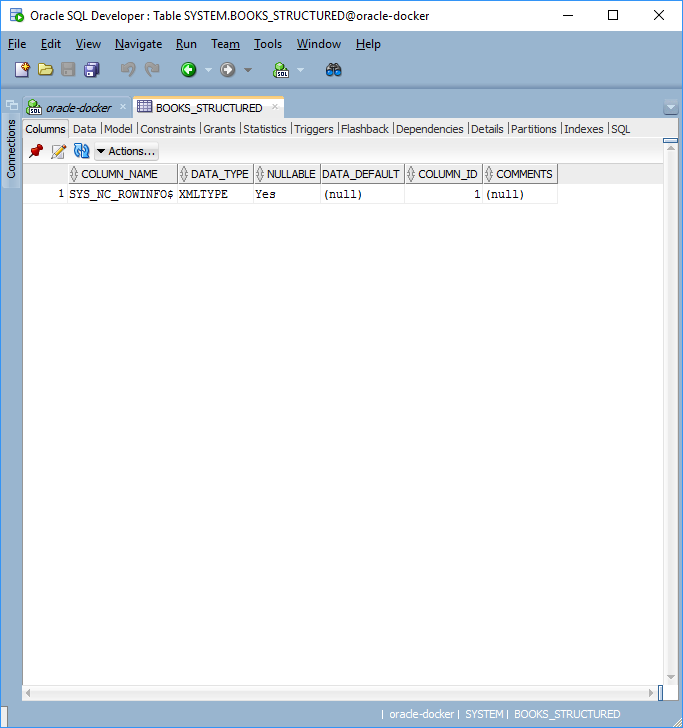 Oracle SQL Developer : Table SYSTEM.BOOKS_STRUCTURED@oracle-docker
File Edit View Navigate Run Team Tools Window Help
SQL
Connections
SQL oracle-docker BOOKS_STRUCTURED
Columns Data Model Constraints Grants Statistics Triggers Flashback Dependencies Details Partitions Indexes SQL
Actions...
COLUMN_NAME DATA_TYPE NULLABLE DATA_DEFAULT COLUMN_ID COMMENTS
1 SYS_NC_ROWINFO$ XMLTYPE Yes (null) 1 (null)
oracle-docker SYSTEM BOOKS_STRUCTURED